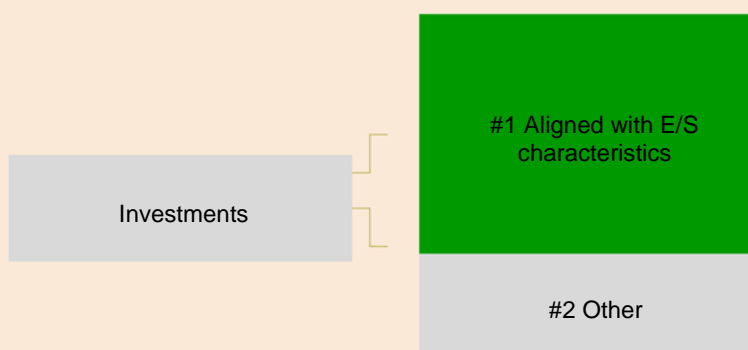 #1 Aligned with E/S
characteristics
Investments
#2 Other